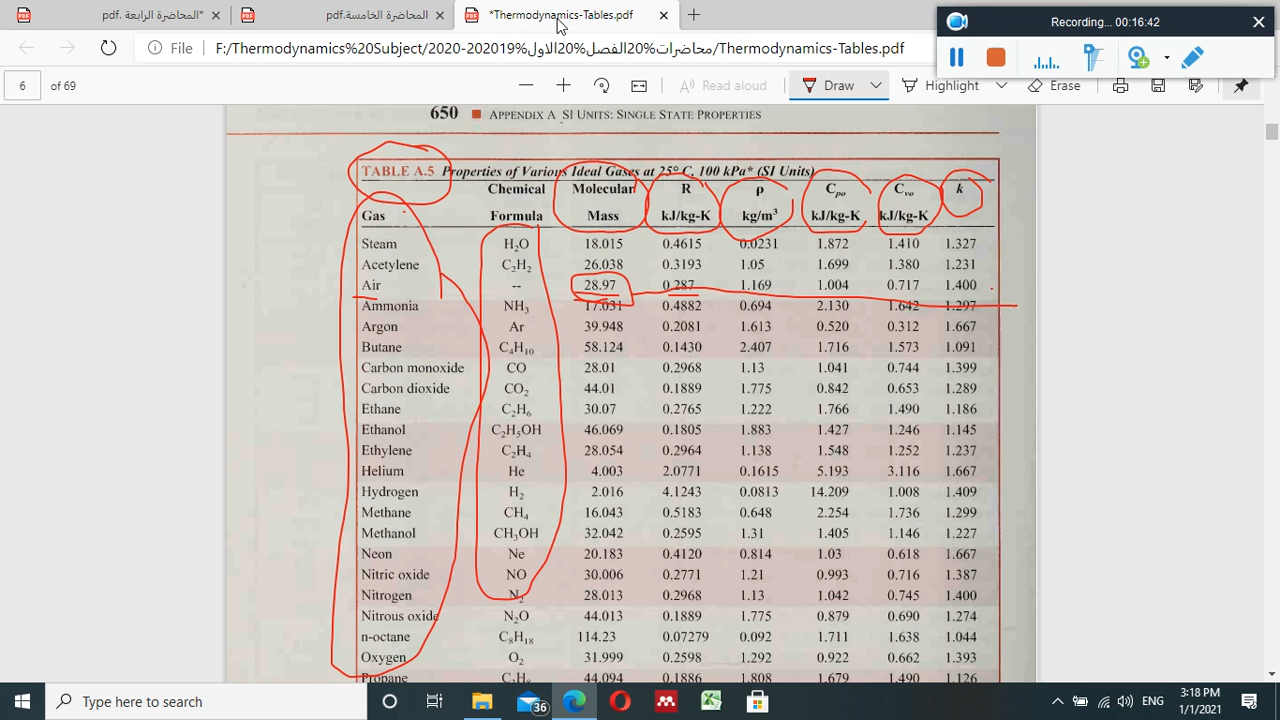 *المحاضرة الرابعة .pdf
المحاضرة الخامسة.pdf
*Thermodynamics-Tables.pdf
Recording... 00:16:42
File F:/Thermodynamics%20Subject/2020-202019%محاضرات%20الفصل%20الاول/Thermodynamics-Tables.pdf
6 of 69 Read aloud Draw Highlight Erase
650 ■ APPENDIX A SI UNITS: SINGLE STATE PROPERTIES
TABLE A.5 Properties of Various Ideal Gases at 25° C, 100 kPa* (SI Units)
Chemical Molecular R ρ Cpo Cvo k
Gas Formula Mass kJ/kg-K kg/m³ kJ/kg-K kJ/kg-K
Steam H₂O 18.015 0.4615 0.0231 1.872 1.410 1.327
Acetylene C₂H₂ 26.038 0.3193 1.05 1.699 1.380 1.231
Air -- 28.97 0.287 1.169 1.004 0.717 1.400
Ammonia NH₃ 17.031 0.4882 0.694 2.130 1.642 1.297
Argon Ar 39.948 0.2081 1.613 0.520 0.312 1.667
Butane C₄H₁₀ 58.124 0.1430 2.407 1.716 1.573 1.091
Carbon monoxide CO 28.01 0.2968 1.13 1.041 0.744 1.399
Carbon dioxide CO₂ 44.01 0.1889 1.775 0.842 0.653 1.289
Ethane C₂H₆ 30.07 0.2765 1.222 1.766 1.490 1.186
Ethanol C₂H₅OH 46.069 0.1805 1.883 1.427 1.246 1.145
Ethylene C₂H₄ 28.054 0.2964 1.138 1.548 1.252 1.237
Helium He 4.003 2.0771 0.1615 5.193 3.116 1.667
Hydrogen H₂ 2.016 4.1243 0.0813 14.209 1.008 1.409
Methane CH₄ 16.043 0.5183 0.648 2.254 1.736 1.299
Methanol CH₃OH 32.042 0.2595 1.31 1.405 1.146 1.227
Neon Ne 20.183 0.4120 0.814 1.03 0.618 1.667
Nitric oxide NO 30.006 0.2771 1.21 0.993 0.716 1.387
Nitrogen N₂ 28.013 0.2968 1.13 1.042 0.745 1.400
Nitrous oxide N₂O 44.013 0.1889 1.775 0.879 0.690 1.274
n-octane C₈H₁₈ 114.23 0.07279 0.092 1.711 1.638 1.044
Oxygen O₂ 31.999 0.2598 1.292 0.922 0.662 1.393
Propane 44.094 0.1886 1.808 1.679 1.490 1.126
Type here to search
36
ENG
3:18 PM
1/1/2021